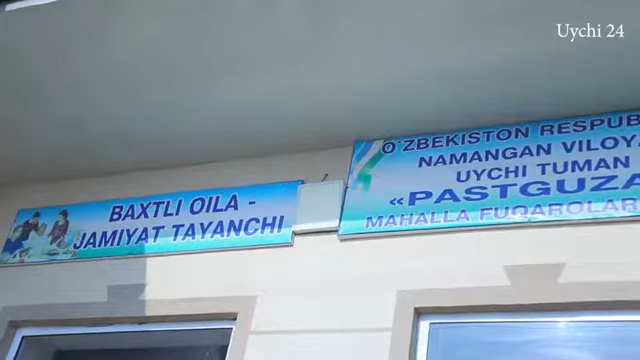 Uychi 24
BAXTLI OILA -
JAMIYAT TAYANCHI
O'ZBEKISTON RESPUB
NAMANGAN VILOYA
UYCHI TUMAN
«PASTGUZA
MAHALLA FUQAROLAR